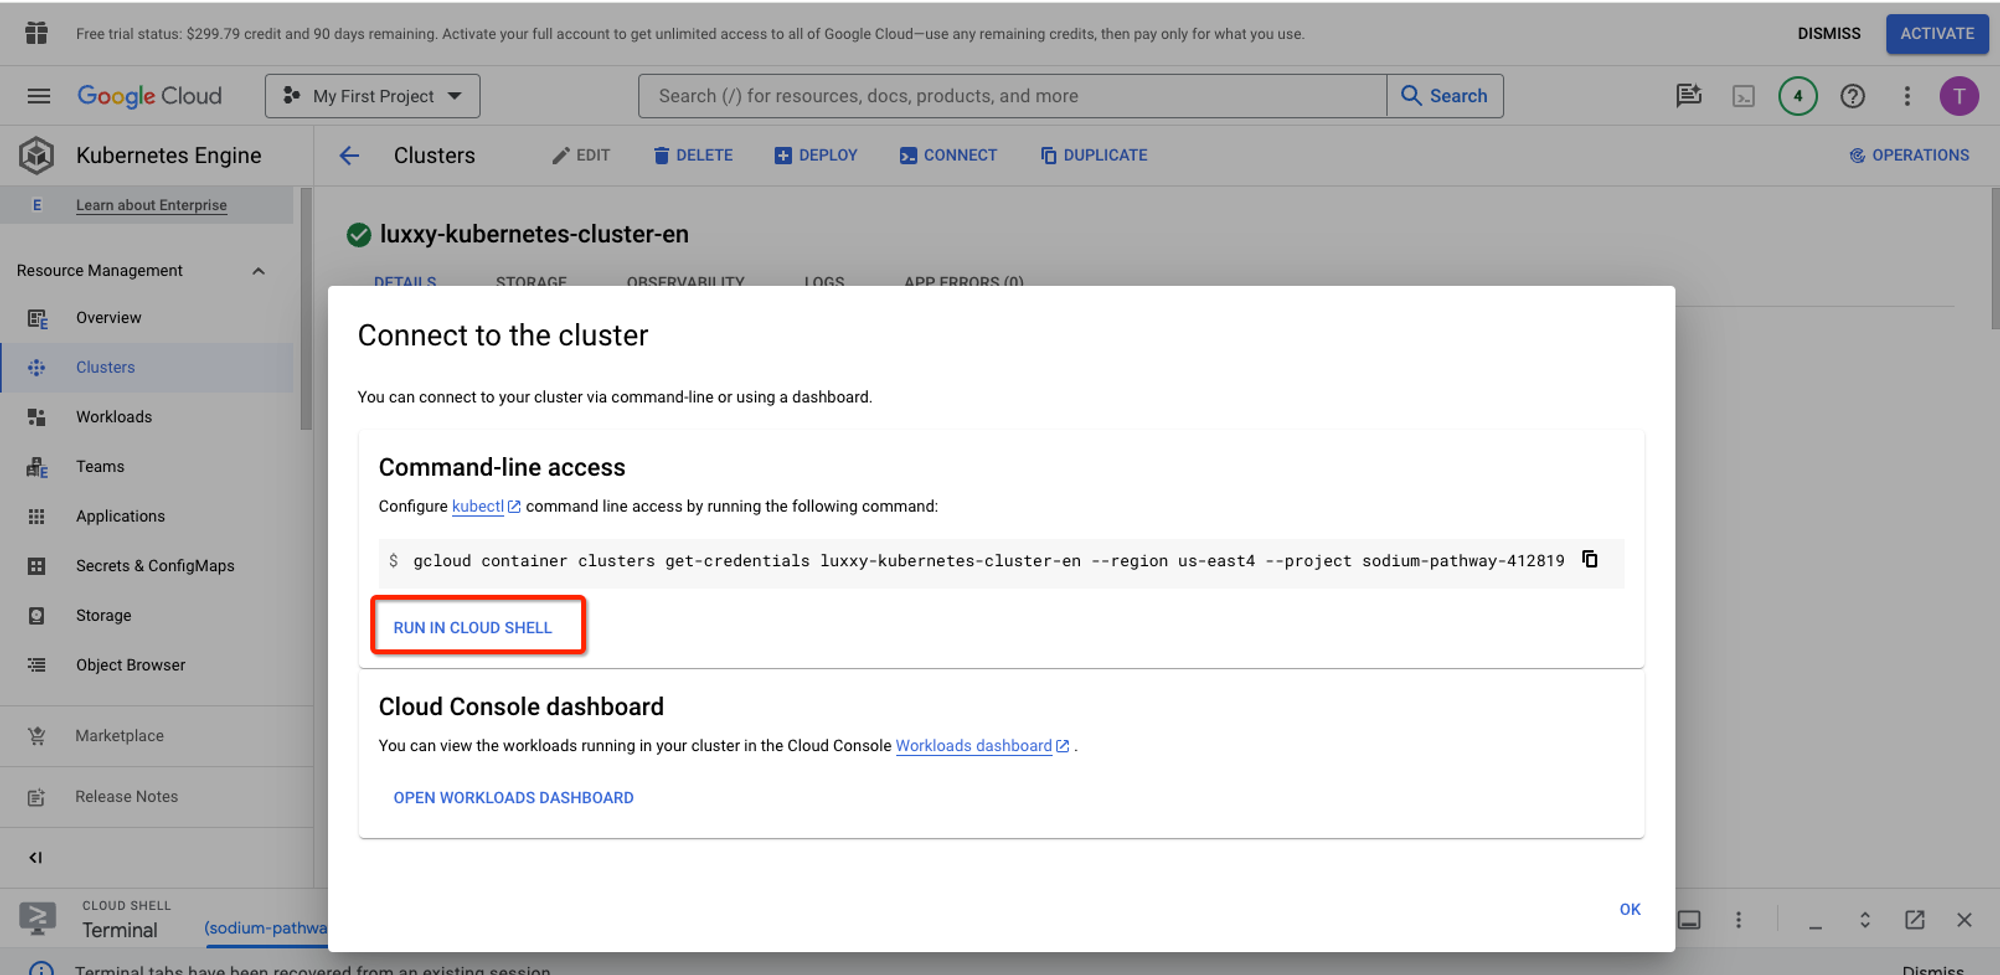 Free trial status: $299.79 credit and 90 days remaining. Activate your full account to get unlimited access to all of Google Cloud—use any remaining credits, then pay only for what you use.
DISMISS
ACTIVATE
Google Cloud
My First Project
Search (/) for resources, docs, products, and more
Search
4
T
Kubernetes Engine
Clusters
EDIT
DELETE
DEPLOY
CONNECT
DUPLICATE
OPERATIONS
E
Learn about Enterprise
luxxy-kubernetes-cluster-en
DETAILS
STORAGE
OBSERVABILITY
LOGS
APP ERRORS (0)
Resource Management
Overview
Clusters
Workloads
Teams
Applications
Secrets & ConfigMaps
Storage
Object Browser
Marketplace
Release Notes
Connect to the cluster
You can connect to your cluster via command-line or using a dashboard.
Command-line access
Configure kubectl command line access by running the following command:
$ gcloud container clusters get-credentials luxxy-kubernetes-cluster-en --region us-east4 --project sodium-pathway-412819
RUN IN CLOUD SHELL
Cloud Console dashboard
You can view the workloads running in your cluster in the Cloud Console Workloads dashboard .
OPEN WORKLOADS DASHBOARD
OK
CLOUD SHELL
Terminal
(sodium-pathwa
Terminal tabs have been recovered from an existing session
Dismiss